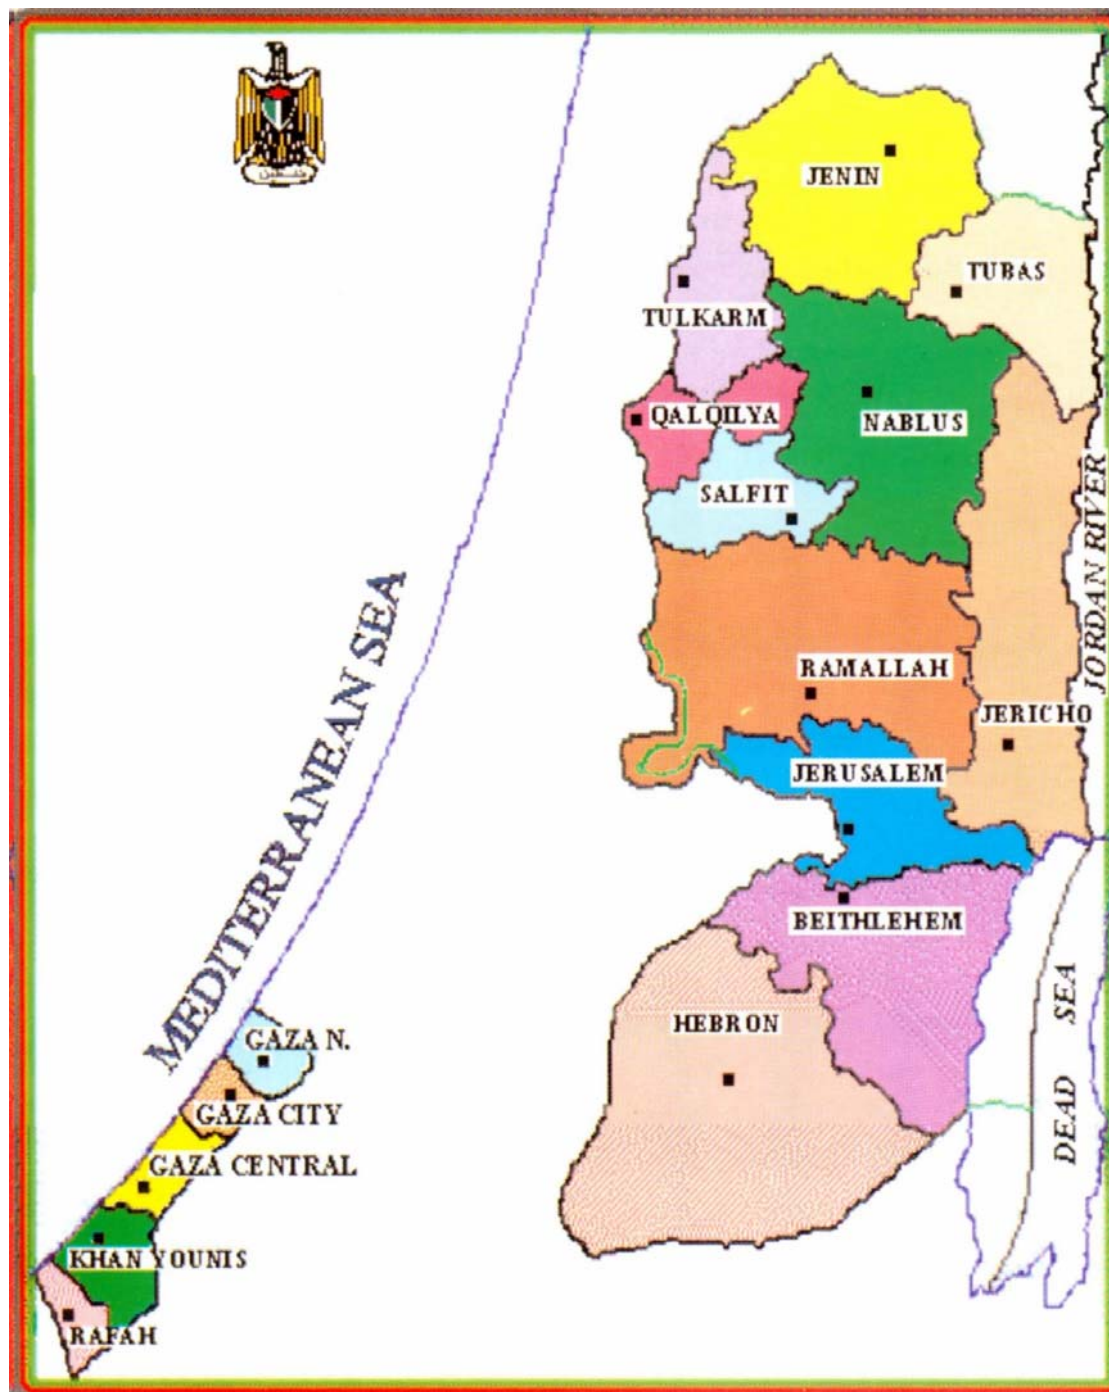 فلسطين
JENIN
TUBAS
TULKARM
QALQILYA
NABLUS
SALFIT
JORDAN RIVER
MEDITERRANEAN SEA
RAMALLAH
JERICHO
JERUSALEM
BEITHLEHEM
HEBRON
DEAD SEA
GAZA N.
GAZA CITY
GAZA CENTRAL
KHAN YOUNIS
RAFAH